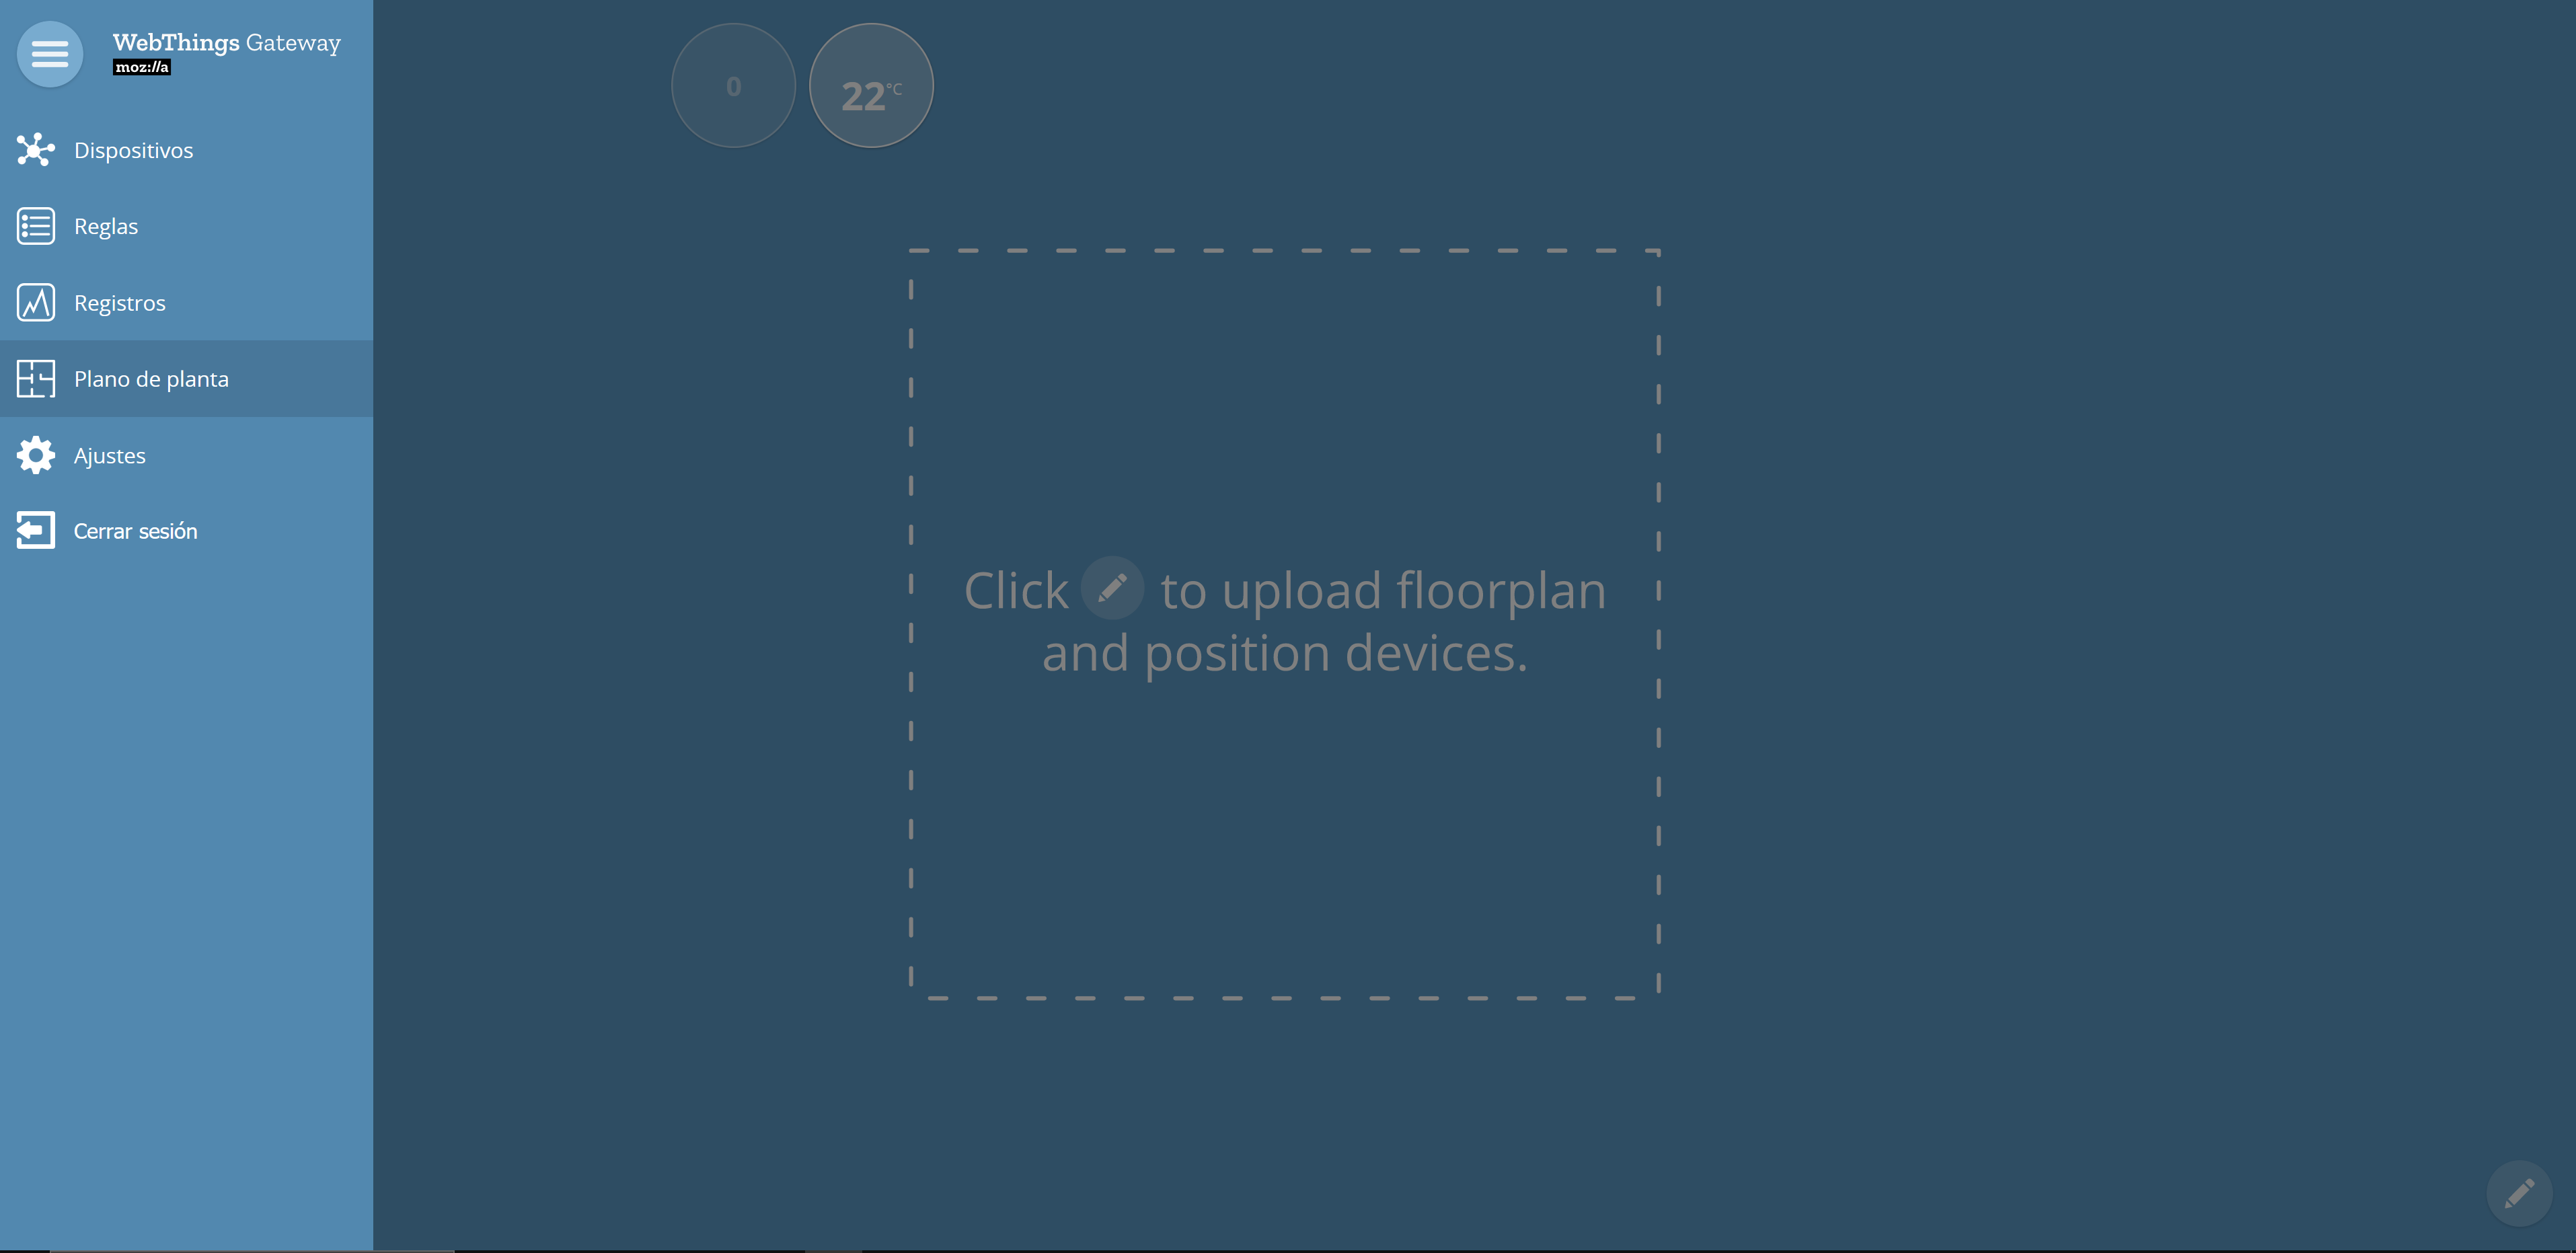 WebThings Gateway
moz://a
Dispositivos
Reglas
Registros
Plano de planta
Ajustes
Cerrar sesión
0
22°C
Click to upload floorplan
and position devices.